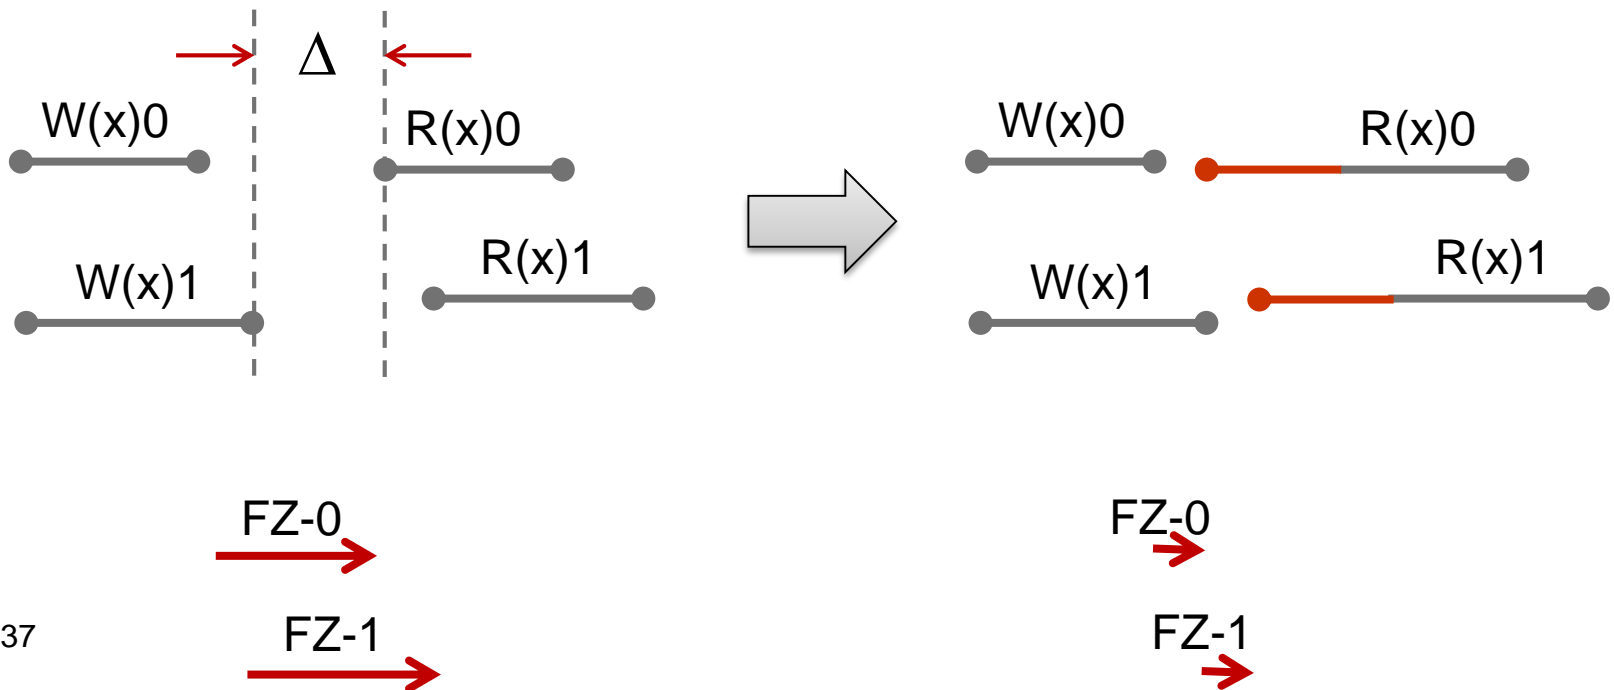 Δ
W(x)0
R(x)0
W(x)1
R(x)1
W(x)0
R(x)0
W(x)1
R(x)1
FZ-0
FZ-0
FZ-1
FZ-1
37